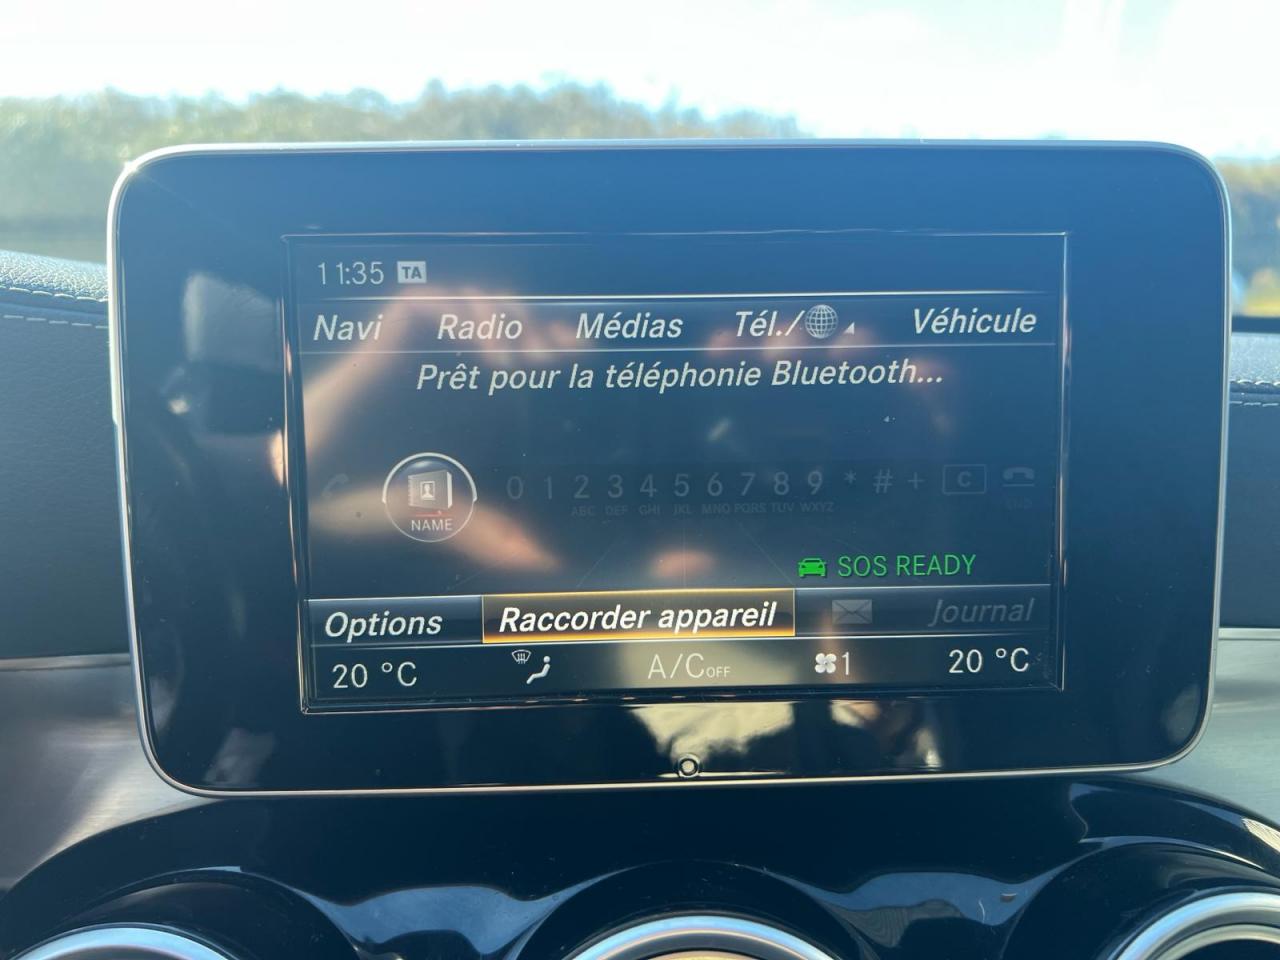 11:35 TA
Navi Radio Médias Tél./ Véhicule
Prêt pour la téléphonie Bluetooth...
NAME 0 1 2 3 4 5 6 7 8 9 * # + C
ABC DEF GHI JKL MNO PQRS TUV WXYZ END
SOS READY
Options Raccorder appareil Journal
20 °C A/C OFF 1 20 °C